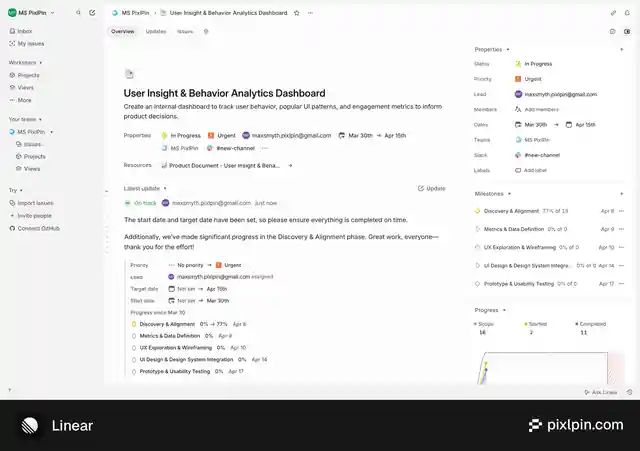 MS PixlPin
Inbox
My issues
Workspace
Projects
Views
More
Your teams
MS PixlPin
Issues
Projects
Views
Try
Import issues
Invite people
Connect GitHub
MS PixlPin › User Insight & Behavior Analytics Dashboard
Overview Updates Issues
User Insight & Behavior Analytics Dashboard
Create an internal dashboard to track user behavior, popular UI patterns, and engagement metrics to inform
product decisions.
Properties In Progress Urgent maxsmyth.pixlpin@gmail.com Mar 30th → Apr 15th
MS PixlPin #new-channel ...
Resources Product Document - User Insight & Beha...
Latest update Update
On track maxsmyth.pixlpin@gmail.com just now
The start date and target date have been set, so please ensure everything is completed on time.
Additionally, we've made significant progress in the Discovery & Alignment phase. Great work, everyone—
thank you for the effort!
Priority No priority → Urgent
Lead maxsmyth.pixlpin@gmail.com assigned
Target date Not set → Apr 15th
Start date Not set → Mar 30th
Progress since Mar 30
Discovery & Alignment 0% → 77% Apr 8
Metrics & Data Definition 0% Apr 9
UX Exploration & Wireframing 0% Apr 10
UI Design & Design System Integration 0% Apr 14
Prototype & Usability Testing 0% Apr 17
Properties
Status In Progress
Priority Urgent
Lead maxsmyth.pixlpin@gmail.com
Members Add members
Dates Mar 30th → Apr 15th
Teams MS PixlPin
Slack #new-channel
Labels Add label
Milestones
Discovery & Alignment 77% of 13 Apr 8
Metrics & Data Definition 0% of 0 Apr 9
UX Exploration & Wireframing 0% of 0 Apr 10
UI Design & Design System Integra... 0% of 0 Apr 14
Prototype & Usability Testing 0% of 0 Apr 17
Progress
Scope Started Completed
16 2 11
Ask Linear
Linear
pixlpin.com